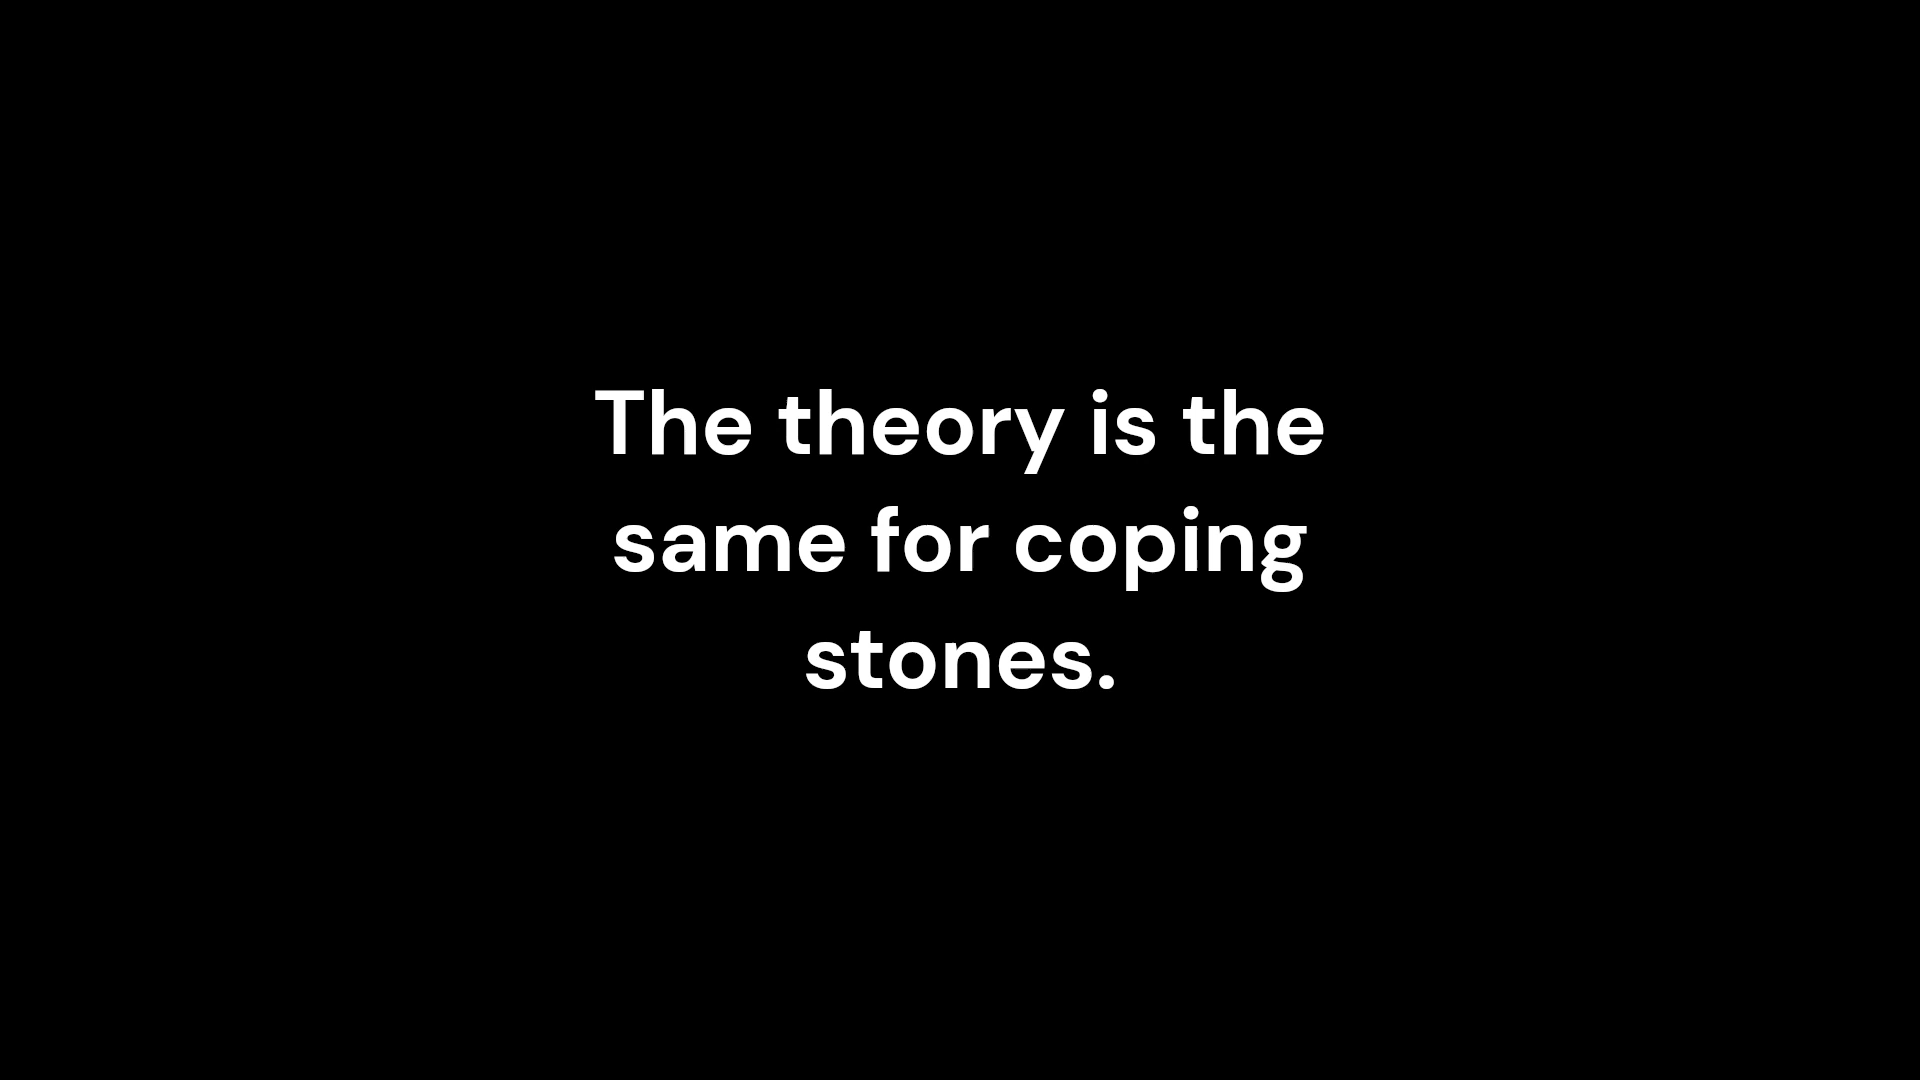 The theory is the
same for coping
stones.